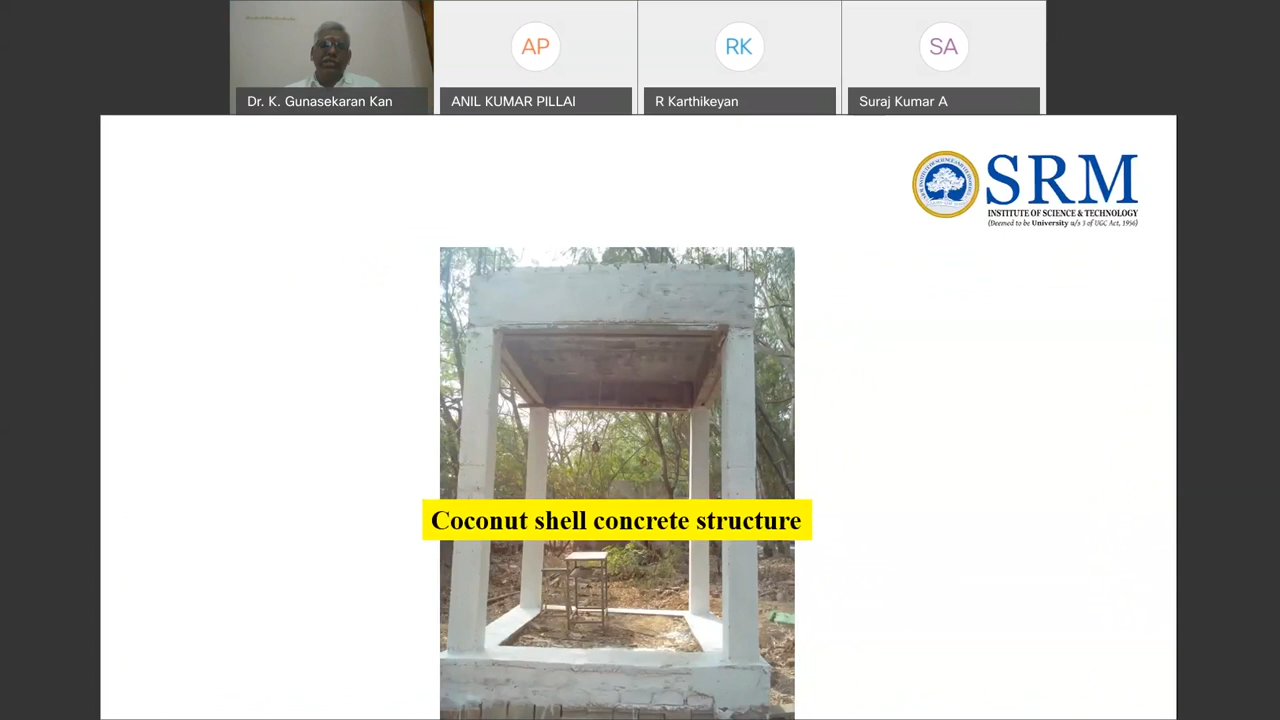 AP
RK
SA
Dr. K. Gunasekaran Kan
ANIL KUMAR PILLAI
R Karthikeyan
Suraj Kumar A
SRM
INSTITUTE OF SCIENCE & TECHNOLOGY
(Deemed to be University u/s 3 of UGC Act, 1956)
Coconut shell concrete structure